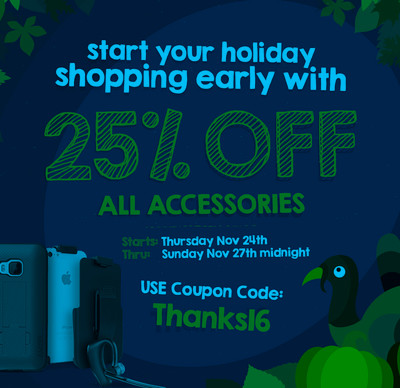 start your holiday
shopping early with
25% OFF
ALL ACCESSORIES
Starts: Thursday Nov 24th
Thru: Sunday Nov 27th midnight
USE Coupon Code:
Thanks16